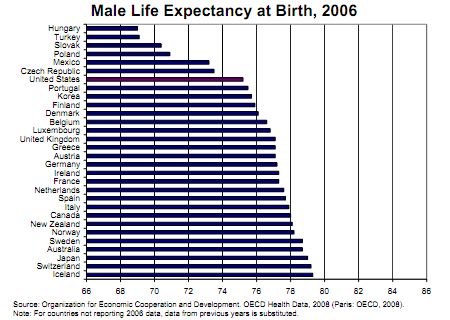 Male Life Expectancy at Birth, 2006
Hungary
Turkey
Slovak
Poland
Mexico
Czech Republic
United States
Portugal
Korea
Finland
Denmark
Belgium
Luxembourg
United Kingdom
Greece
Austria
Germany
Ireland
France
Netherlands
Spain
Italy
Canada
New Zealand
Norway
Sweden
Australia
Japan
Switzerland
Iceland
66 68 70 72 74 76 78 80 82 84 86
Source: Organization for Economic Cooperation and Development. OECD Health Data, 2008 (Paris: OECD, 2008).
Note: For countries not reporting 2006 data, data from previous years is substituted.